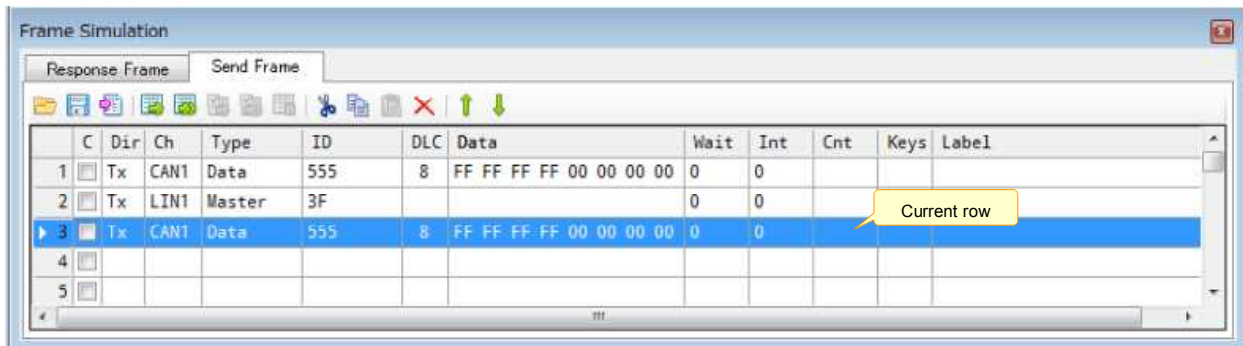 Frame Simulation
Response Frame Send Frame
C Dir Ch Type ID DLC Data Wait Int Cnt Keys Label
1 Tx CAN1 Data 555 8 FF FF FF FF 00 00 00 00 0 0
2 Tx LIN1 Master 3F 0 0
3 Tx CAN1 Data 555 8 FF FF FF FF 00 00 00 00 0 0
Current row
4
5